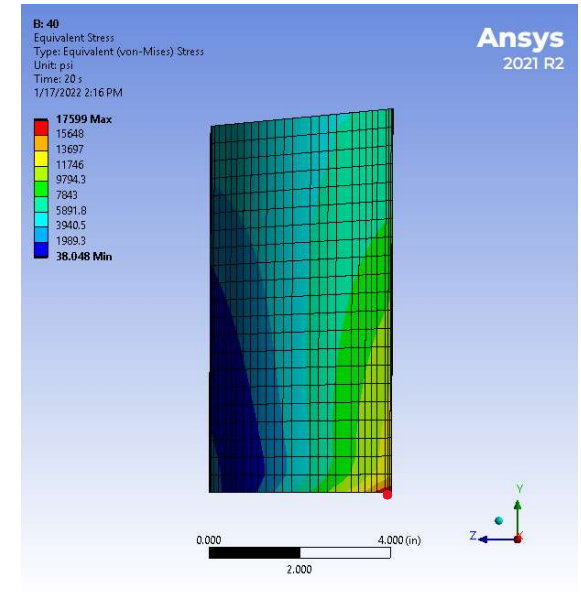 B: 40
Equivalent Stress
Type: Equivalent (von-Mises) Stress
Unit: psi
Time: 20 s
1/17/2022 2:16 PM
Ansys
2021 R2
17599 Max
15648
13697
11746
9794.3
7843
5891.8
3940.5
1989.3
38.048 Min
0.000
4.000 (in)
2.000
Y
Z
X